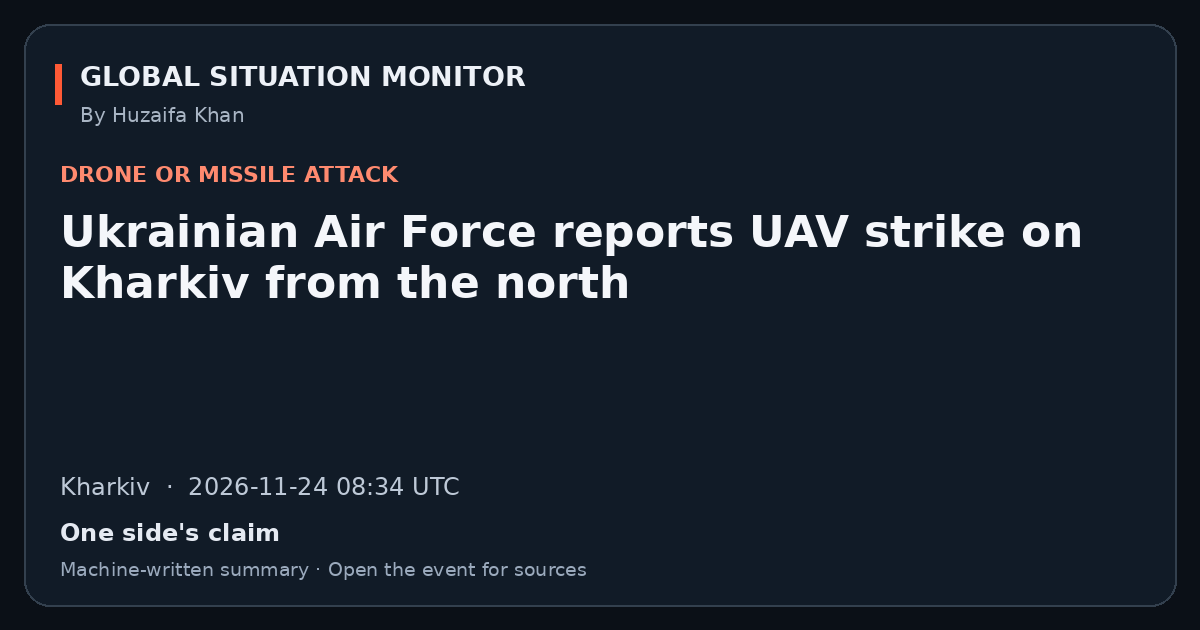 GLOBAL SITUATION MONITOR
By Huzaifa Khan
DRONE OR MISSILE ATTACK
Ukrainian Air Force reports UAV strike on
Kharkiv from the north
Kharkiv · 2026-11-24 08:34 UTC
One side's claim
Machine-written summary · Open the event for sources